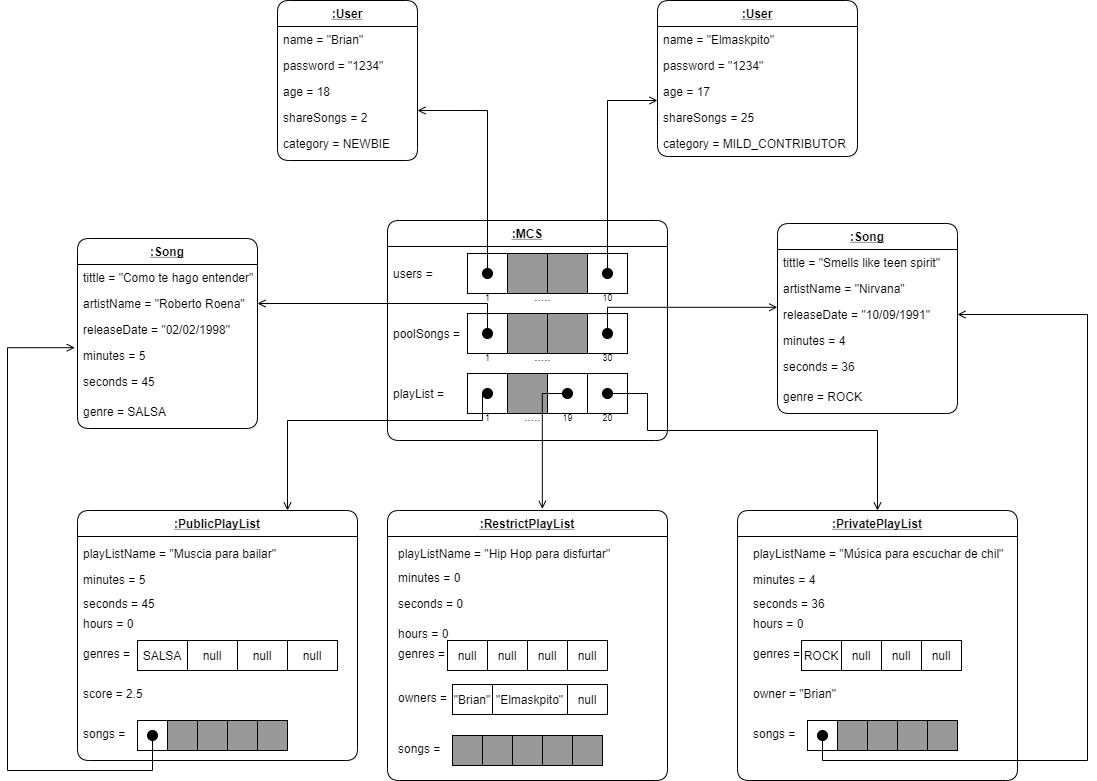 :User
name = "Brian"
password = "1234"
age = 18
shareSongs = 2
category = NEWBIE
:User
name = "Elmaskpito"
password = "1234"
age = 17
shareSongs = 25
category = MILD_CONTRIBUTOR
:Song
tittle = "Como te hago entender"
artistName = "Roberto Roena"
releaseDate = "02/02/1998"
minutes = 5
seconds = 45
genre = SALSA
:MCS
users =
1 ..... 10
poolSongs =
1 ..... 30
playList =
1 ..... 19 20
:Song
tittle = "Smells like teen spirit"
artistName = "Nirvana"
releaseDate = "10/09/1991"
minutes = 4
seconds = 36
genre = ROCK
:PublicPlayList
playListName = "Muscia para bailar"
minutes = 5
seconds = 45
hours = 0
genres = SALSA null null null
score = 2.5
songs =
:RestrictPlayList
playListName = "Hip Hop para disfurtar"
minutes = 0
seconds = 0
hours = 0
genres = null null null null
owners = "Brian" "Elmaskpito" null
songs =
:PrivatePlayList
playListName = "Música para escuchar de chil"
minutes = 4
seconds = 36
hours = 0
genres = ROCK null null null
owner = "Brian"
songs =